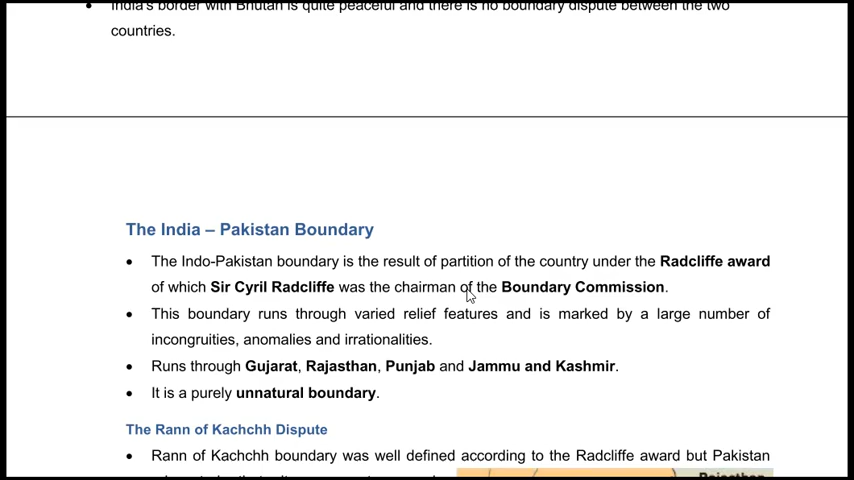 India's border with Bhutan is quite peaceful and there is no boundary dispute between the two
countries.
The India – Pakistan Boundary
The Indo-Pakistan boundary is the result of partition of the country under the Radcliffe award
of which Sir Cyril Radcliffe was the chairman of the Boundary Commission.
This boundary runs through varied relief features and is marked by a large number of
incongruities, anomalies and irrationalities.
Runs through Gujarat, Rajasthan, Punjab and Jammu and Kashmir.
It is a purely unnatural boundary.
The Rann of Kachchh Dispute
Rann of Kachchh boundary was well defined according to the Radcliffe award but Pakistan
Rajasthan